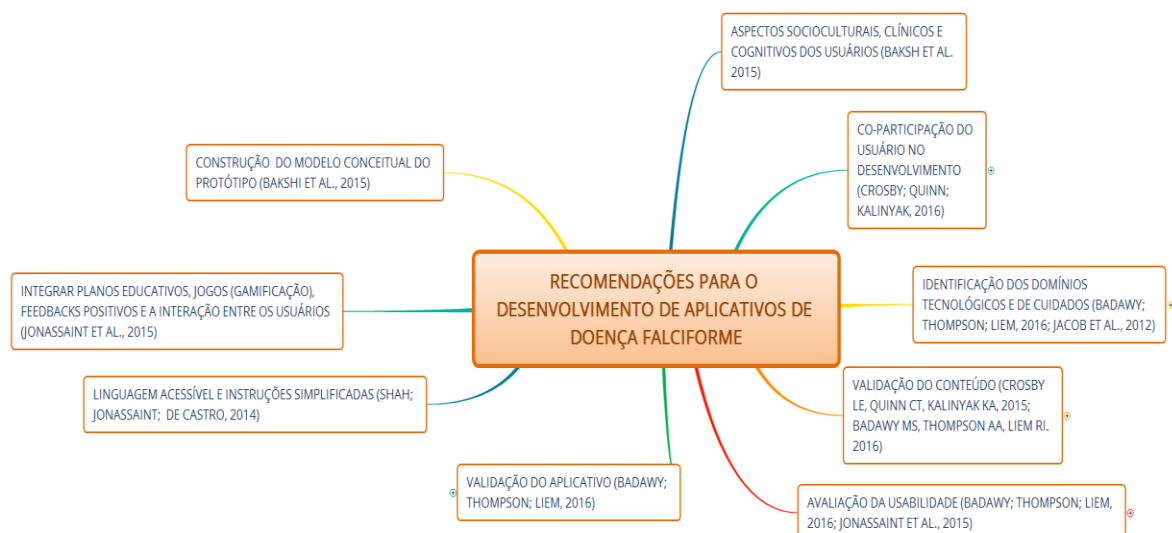 ASPECTOS SOCIOCULTURAIS, CLÍNICOS E
COGNITIVOS DOS USUÁRIOS (BAKSH ET AL.
2015)
CO-PARTICIPAÇÃO DO
USUÁRIO NO
DESENVOLVIMENTO
(CROSBY; QUINN;
KALINYAK, 2016)
CONSTRUÇÃO DO MODELO CONCEITUAL DO
PROTÓTIPO (BAKSHI ET AL., 2015)
RECOMENDAÇÕES PARA O
DESENVOLVIMENTO DE APLICATIVOS DE
DOENÇA FALCIFORME
INTEGRAR PLANOS EDUCATIVOS, JOGOS (GAMIFICAÇÃO),
FEEDBACKS POSITIVOS E A INTERAÇÃO ENTRE OS USUÁRIOS
(JONASSAINT ET AL., 2015)
IDENTIFICAÇÃO DOS DOMÍNIOS
TECNOLÓGICOS E DE CUIDADOS (BADAWY;
THOMPSON; LIEM, 2016; JACOB ET AL., 2012)
LINGUAGEM ACESSÍVEL E INSTRUÇÕES SIMPLIFICADAS (SHAH;
JONASSAINT; DE CASTRO, 2014)
VALIDAÇÃO DO CONTEÚDO (CROSBY
LE, QUINN CT, KALINYAK KA, 2015;
BADAWY MS, THOMPSON AA, LIEM RI.
2016)
VALIDAÇÃO DO APLICATIVO (BADAWY;
THOMPSON; LIEM, 2016)
AVALIAÇÃO DA USABILIDADE (BADAWY; THOMPSON; LIEM,
2016; JONASSAINT ET AL., 2015)